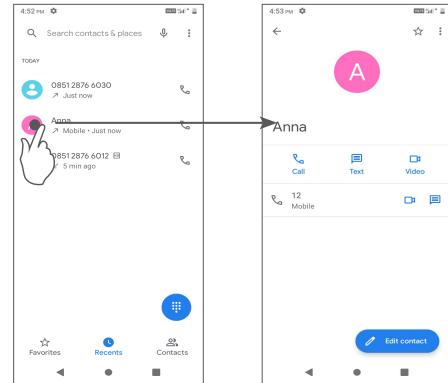 4:52 PM
Search contacts & places
TODAY
0851 2876 6030
Just now
Anna
Mobile • Just now
0851 2876 6012
5 min ago
Favorites
Recents
Contacts
4:53 PM
A
Anna
Call
Text
Video
12
Mobile
Edit contact